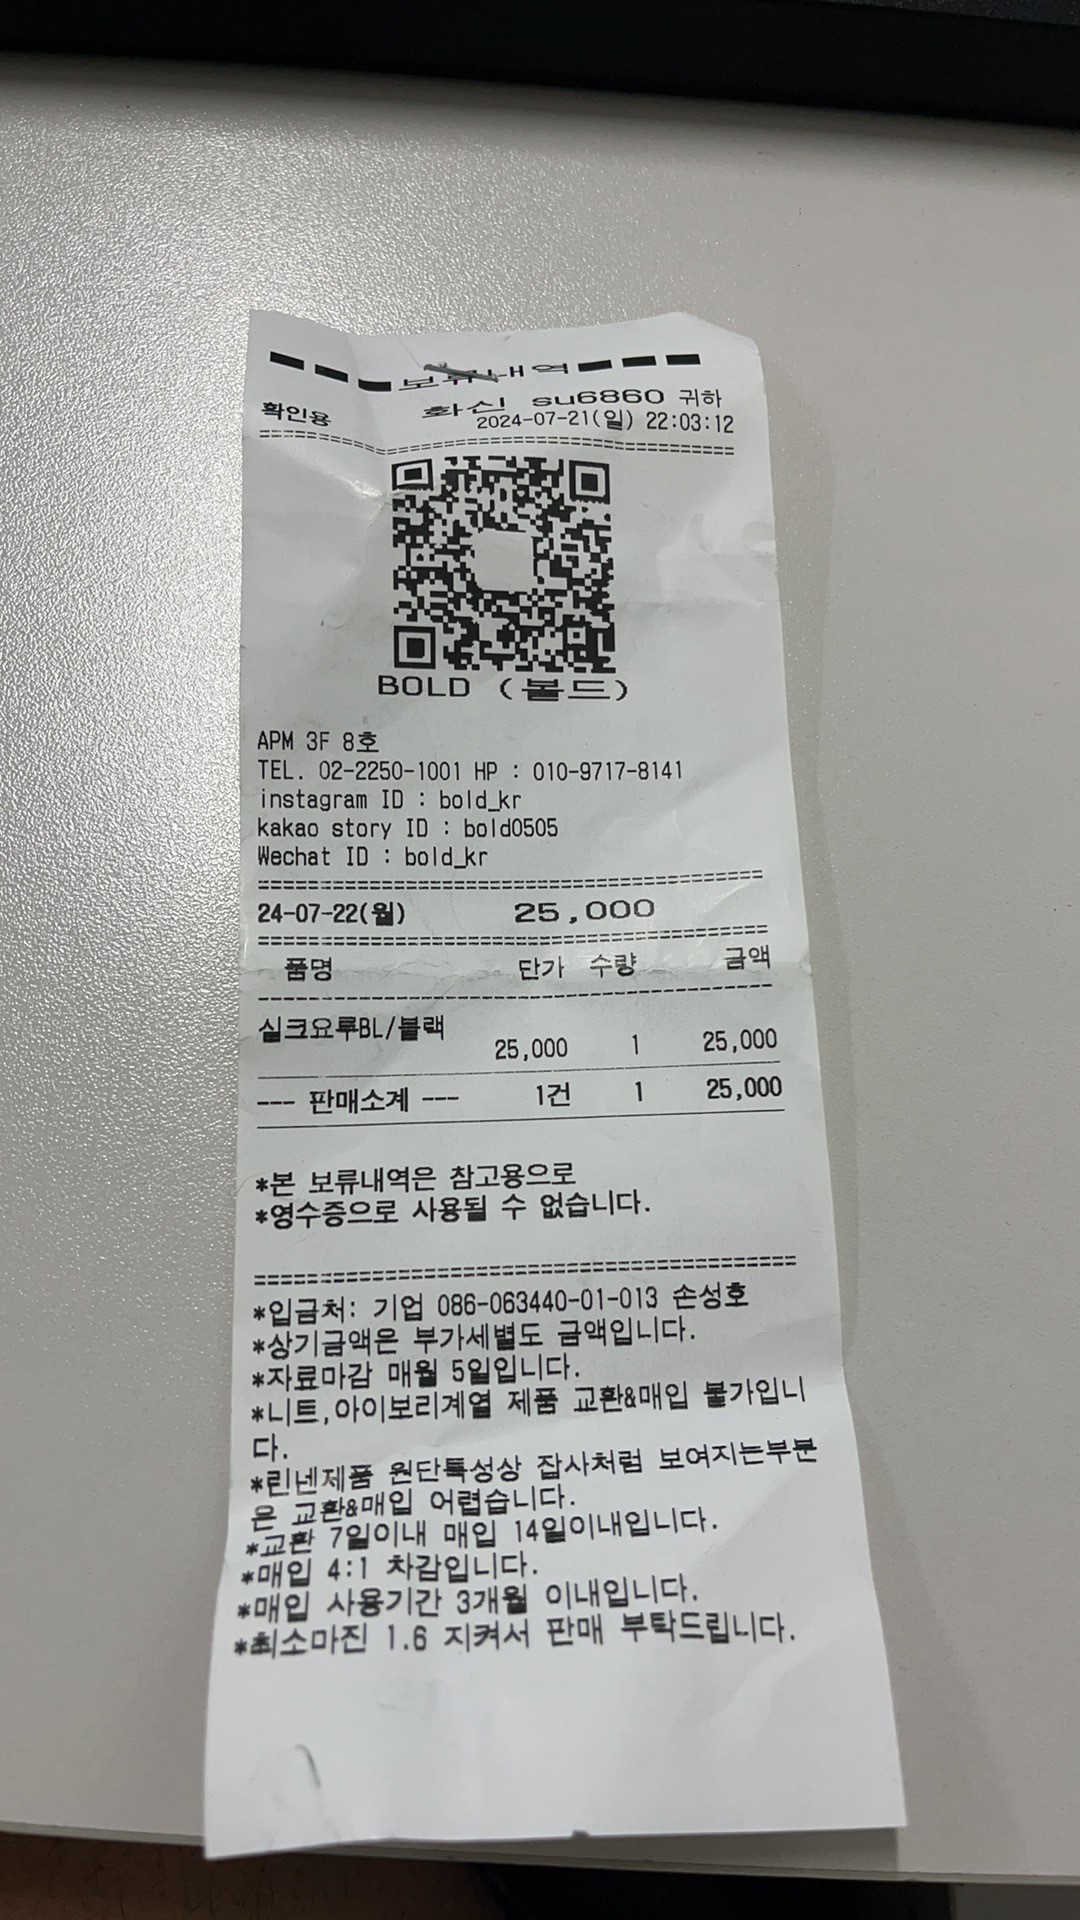 보류내역
확인용 화신 su6860 귀하
2024-07-21(일) 22:03:12
BOLD (볼드)
APM 3F 8호
TEL. 02-2250-1001 HP : 010-9717-8141
instagram ID : bold_kr
kakao story ID : bold0505
Wechat ID : bold_kr
24-07-22(월) 25,000
품명 단가 수량 금액
실크요루BL/블랙
25,000 1 25,000
--- 판매소계 --- 1건 1 25,000
*본 보류내역은 참고용으로
*영수증으로 사용될 수 없습니다.
*입금처: 기업 086-063440-01-013 손성호
*상기금액은 부가세별도 금액입니다.
*자료마감 매월 5일입니다.
*니트,아이보리계열 제품 교환&매입 불가입니
다.
*린넨제품 원단특성상 잡사처럼 보여지는부분
은 교환&매입 어렵습니다.
*교환 7일이내 매입 14일이내입니다.
*매입 4:1 차감입니다.
*매입 사용기간 3개월 이내입니다.
*최소마진 1.6 지켜서 판매 부탁드립니다.